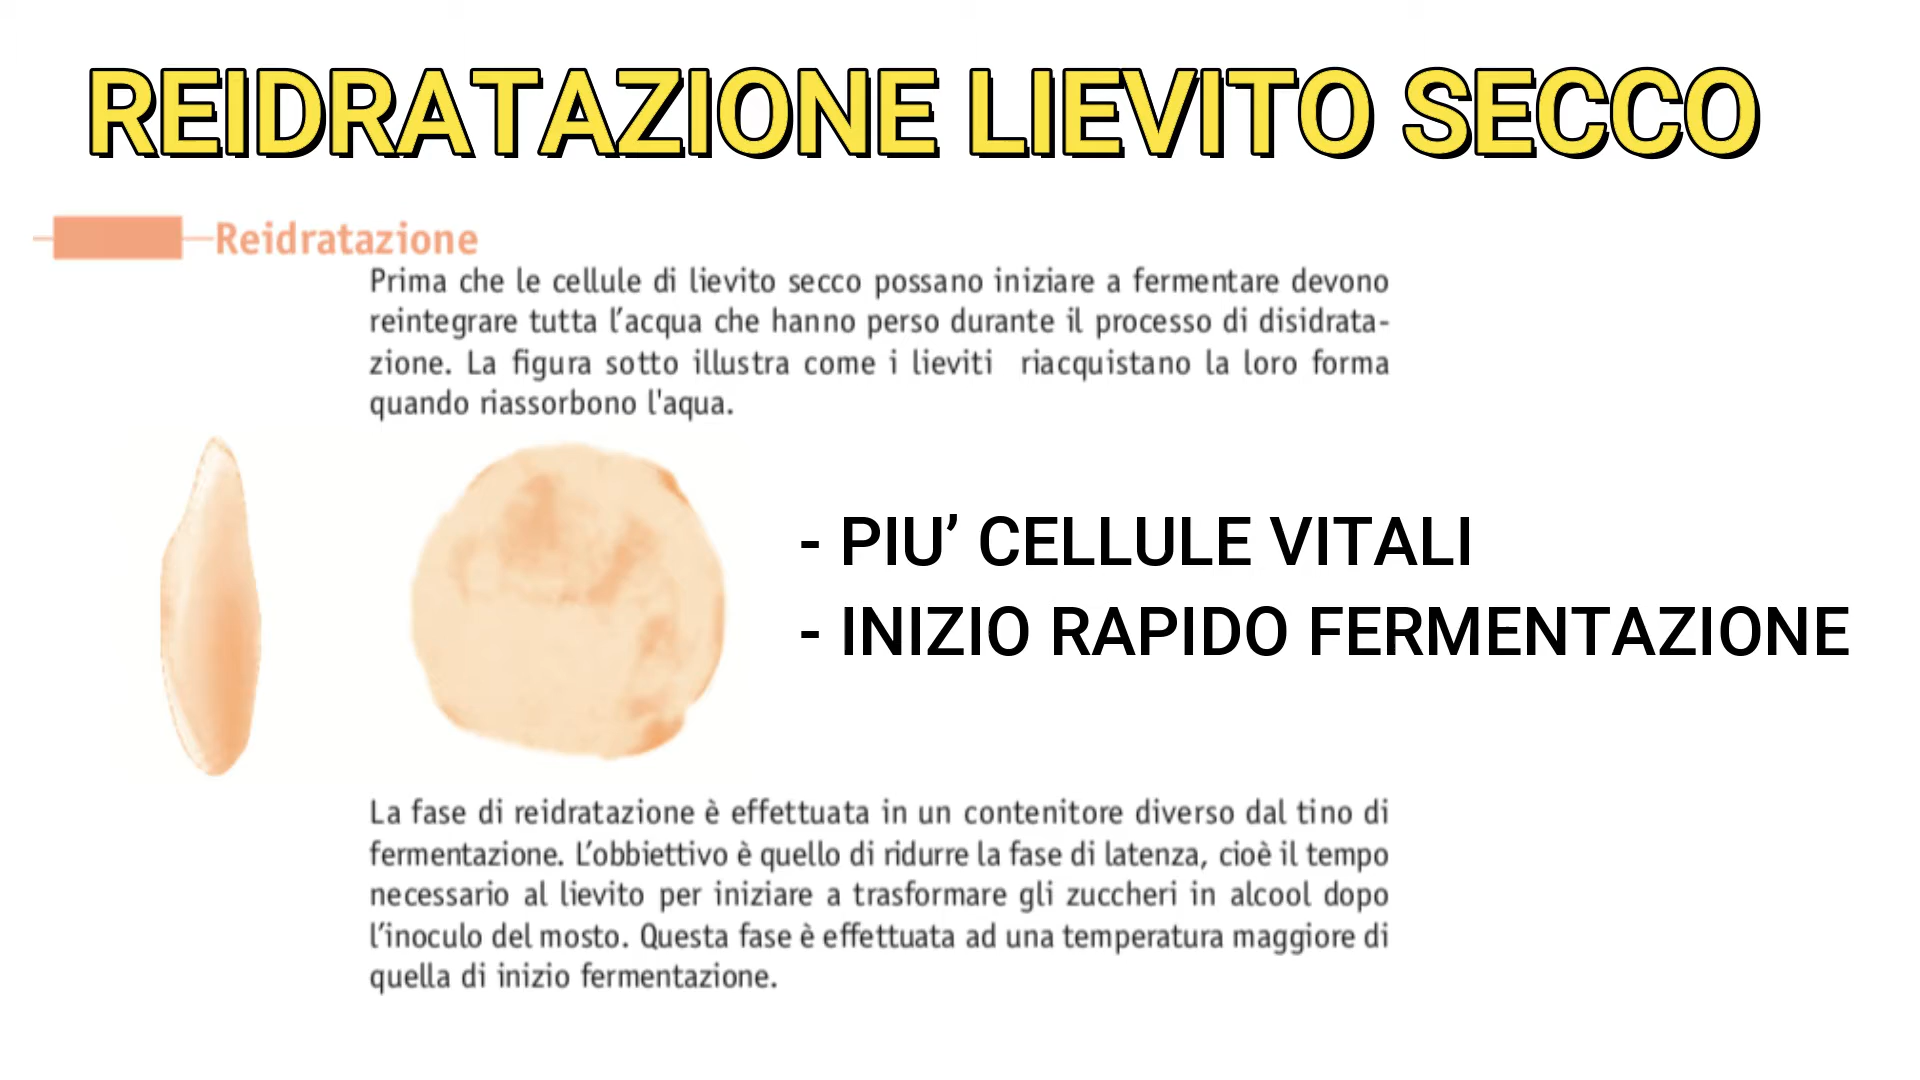 REIDRATAZIONE LIEVITO SECCO
Reidratazione
Prima che le cellule di lievito secco possano iniziare a fermentare devono
reintegrare tutta l’acqua che hanno perso durante il processo di disidrata-
zione. La figura sotto illustra come i lieviti riacquistano la loro forma
quando riassorbono l'aqua.
- PIU’ CELLULE VITALI
- INIZIO RAPIDO FERMENTAZIONE
La fase di reidratazione è effettuata in un contenitore diverso dal tino di
fermentazione. L’obbiettivo è quello di ridurre la fase di latenza, cioè il tempo
necessario al lievito per iniziare a trasformare gli zuccheri in alcool dopo
l’inoculo del mosto. Questa fase è effettuata ad una temperatura maggiore di
quella di inizio fermentazione.